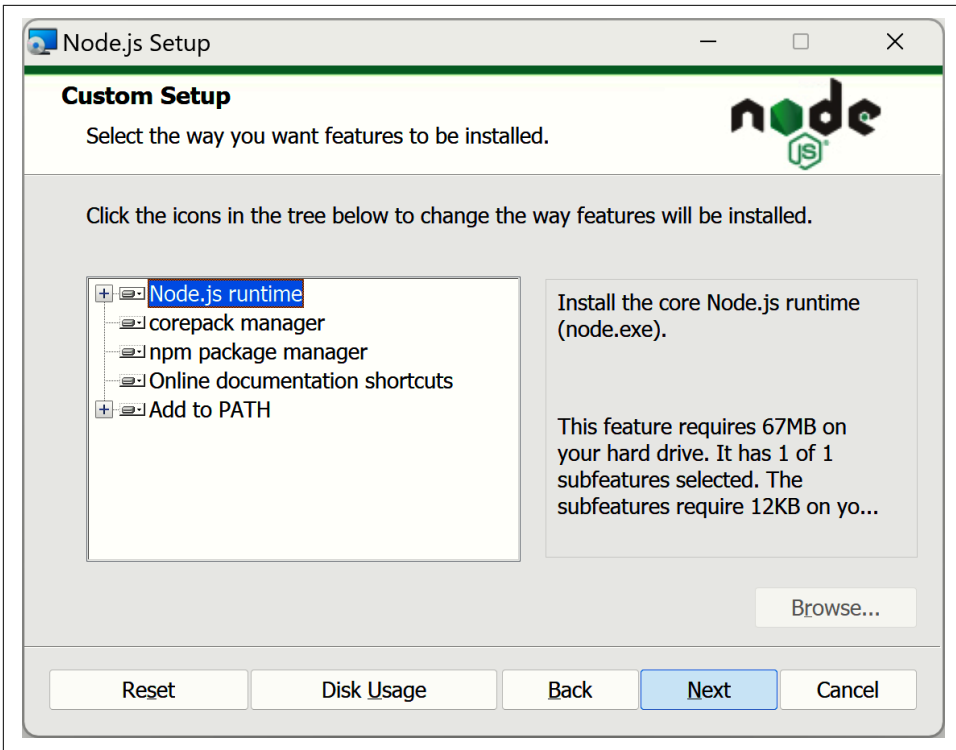 Node.js Setup
Custom Setup
Select the way you want features to be installed.
node
JS
Click the icons in the tree below to change the way features will be installed.
Node.js runtime
corepack manager
npm package manager
Online documentation shortcuts
Add to PATH
Install the core Node.js runtime
(node.exe).
This feature requires 67MB on
your hard drive. It has 1 of 1
subfeatures selected. The
subfeatures require 12KB on yo...
Browse...
Reset
Disk Usage
Back
Next
Cancel